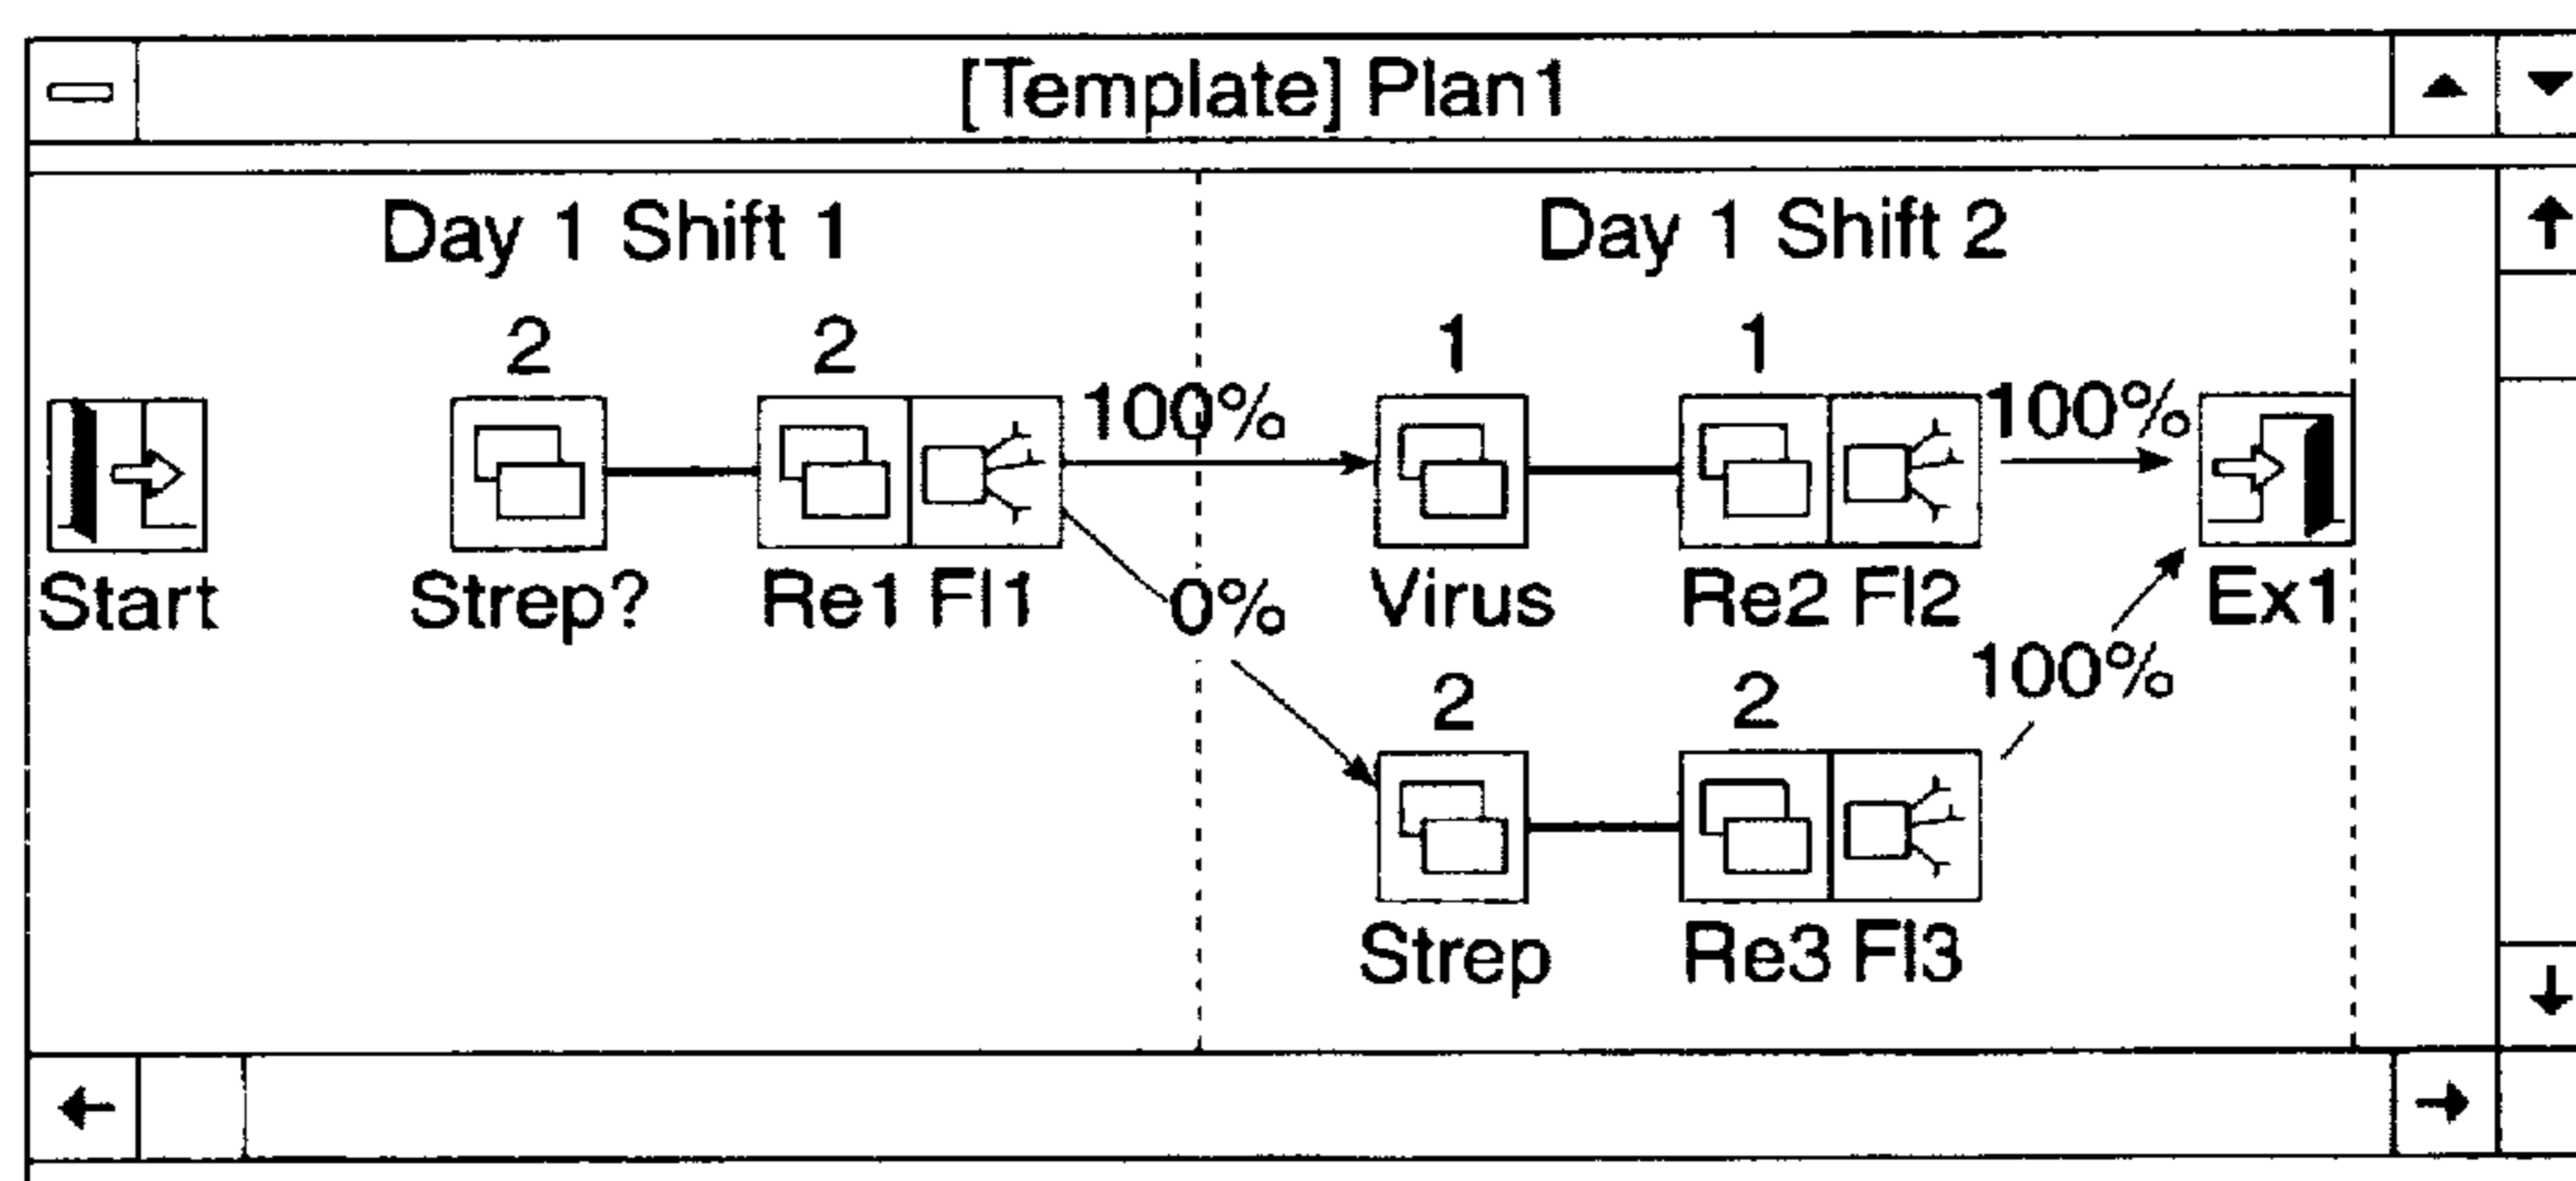 [Template] Plan1
Day 1 Shift 1 Day 1 Shift 2
2 2 1 1
100% 100%
Start Strep? Re1 Fl1 0% Virus Re2 Fl2 Ex1
100%
2 2
Strep Re3 Fl3